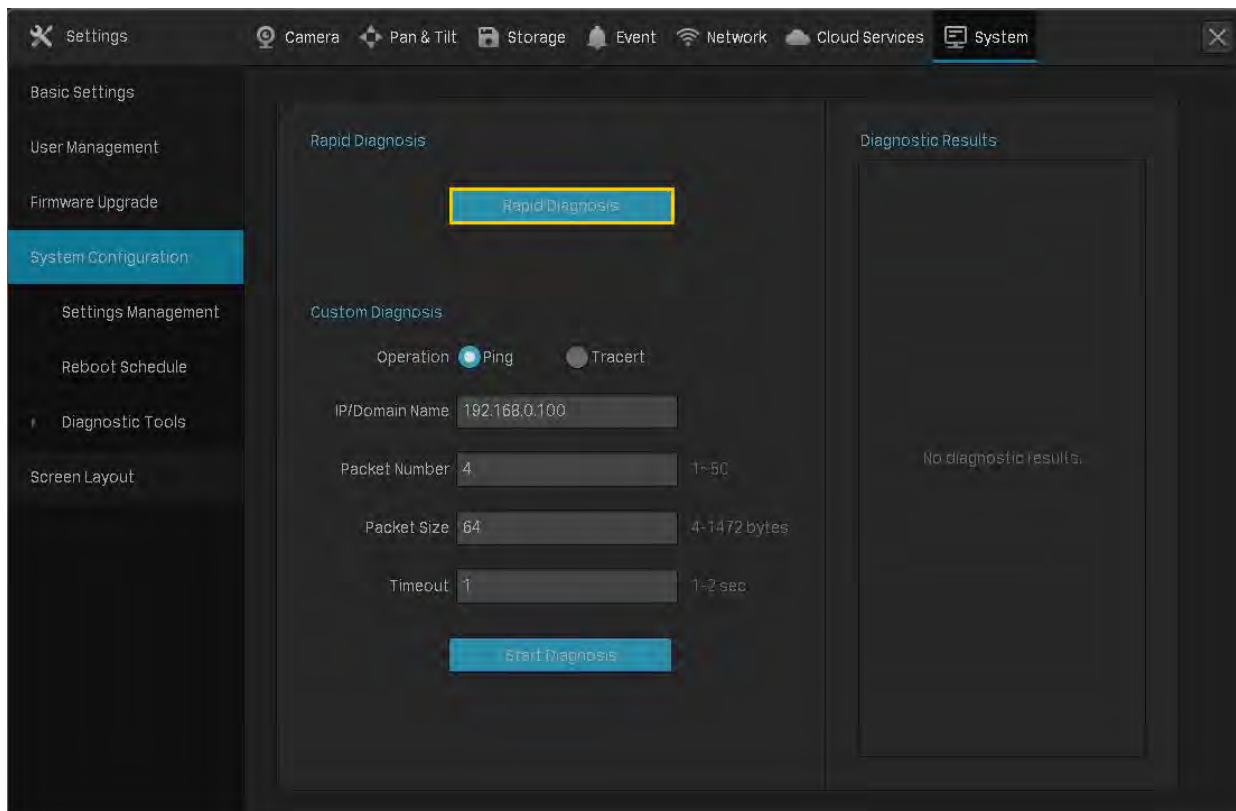 Settings
Camera
Pan & Tilt
Storage
Event
Network
Cloud Services
System
Basic Settings
User Management
Firmware Upgrade
System Configuration
Settings Management
Reboot Schedule
Diagnostic Tools
Screen Layout
Rapid Diagnosis
Rapid Diagnosis
Custom Diagnosis
Operation Ping Tracert
IP/Domain Name 192.168.0.100
Packet Number 4 1~50
Packet Size 64 4-1472 bytes
Timeout 1 1-2 sec
Start Diagnosis
Diagnostic Results
No diagnostic results.